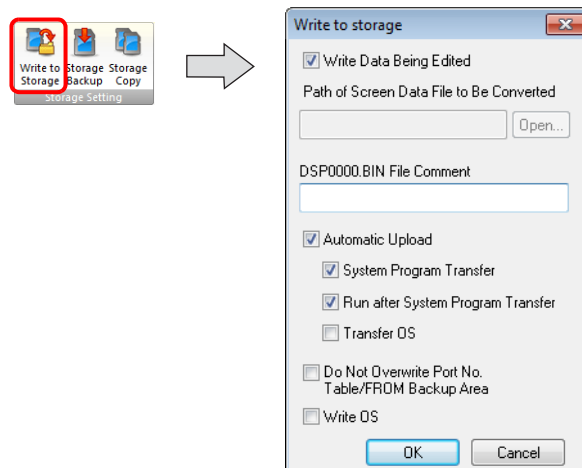 Write to Storage Storage
Storage Backup Copy
Storage Setting
Write to storage
Write Data Being Edited
Path of Screen Data File to Be Converted
Open...
DSP0000.BIN File Comment
Automatic Upload
System Program Transfer
Run after System Program Transfer
Transfer OS
Do Not Overwrite Port No.
Table/FROM Backup Area
Write OS
OK Cancel